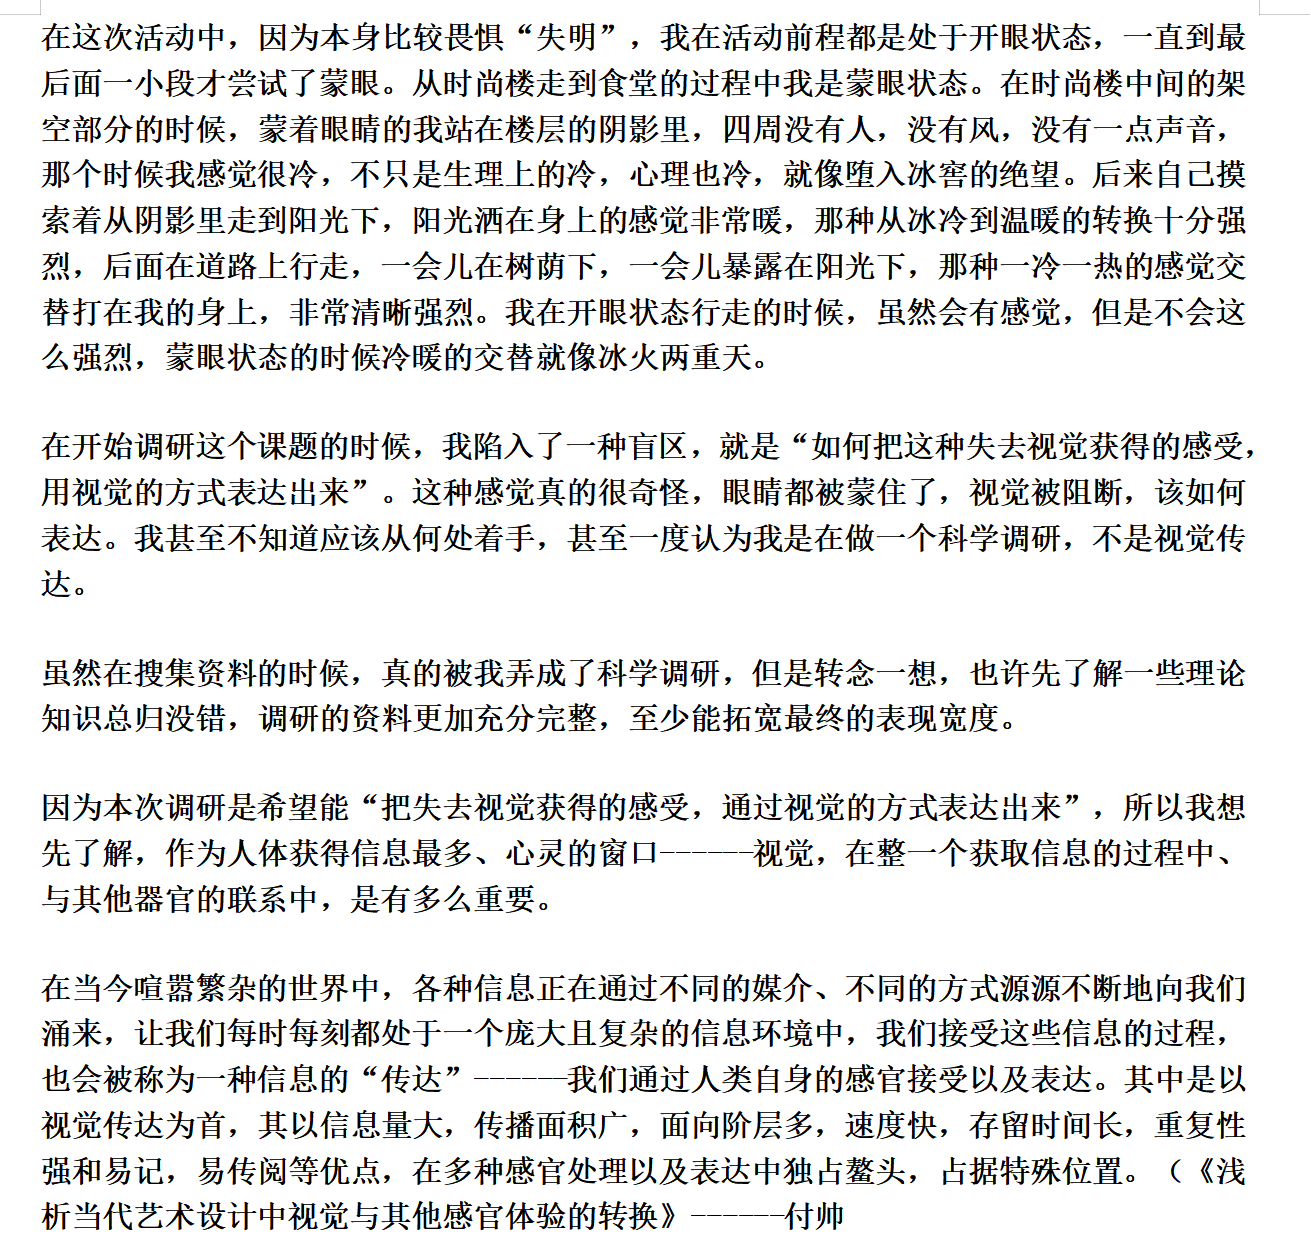 在这次活动中，因为本身比较畏惧“失明”，我在活动前程都是处于开眼状态，一直到最
后面一小段才尝试了蒙眼。从时尚楼走到食堂的过程中我是蒙眼状态。在时尚楼中间的架
空部分的时候，蒙着眼睛的我站在楼层的阴影里，四周没有人，没有风，没有一点声音，
那个时候我感觉很冷，不只是生理上的冷，心理也冷，就像堕入冰窖的绝望。后来自己摸
索着从阴影里走到阳光下，阳光洒在身上的感觉非常暖，那种从冰冷到温暖的转换十分强
烈，后面在道路上行走，一会儿在树荫下，一会儿暴露在阳光下，那种一冷一热的感觉交
替打在我的身上，非常清晰强烈。我在开眼状态行走的时候，虽然会有感觉，但是不会这
么强烈，蒙眼状态的时候冷暖的交替就像冰火两重天。
在开始调研这个课题的时候，我陷入了一种盲区，就是“如何把这种失去视觉获得的感受，
用视觉的方式表达出来”。这种感觉真的很奇怪，眼睛都被蒙住了，视觉被阻断，该如何
表达。我甚至不知道应该从何处着手，甚至一度认为我是在做一个科学调研，不是视觉传
达。
虽然在搜集资料的时候，真的被我弄成了科学调研，但是转念一想，也许先了解一些理论
知识总归没错，调研的资料更加充分完整，至少能拓宽最终的表现宽度。
因为本次调研是希望能“把失去视觉获得的感受，通过视觉的方式表达出来”，所以我想
先了解，作为人体获得信息最多、心灵的窗口------视觉，在整一个获取信息的过程中、
与其他器官的联系中，是有多么重要。
在当今喧嚣繁杂的世界中，各种信息正在通过不同的媒介、不同的方式源源不断地向我们
涌来，让我们每时每刻都处于一个庞大且复杂的信息环境中，我们接受这些信息的过程，
也会被称为一种信息的“传达”------我们通过人类自身的感官接受以及表达。其中是以
视觉传达为首，其以信息量大，传播面积广，面向阶层多，速度快，存留时间长，重复性
强和易记，易传阅等优点，在多种感官处理以及表达中独占鳌头，占据特殊位置。（《浅
析当代艺术设计中视觉与其他感官体验的转换》------付帅